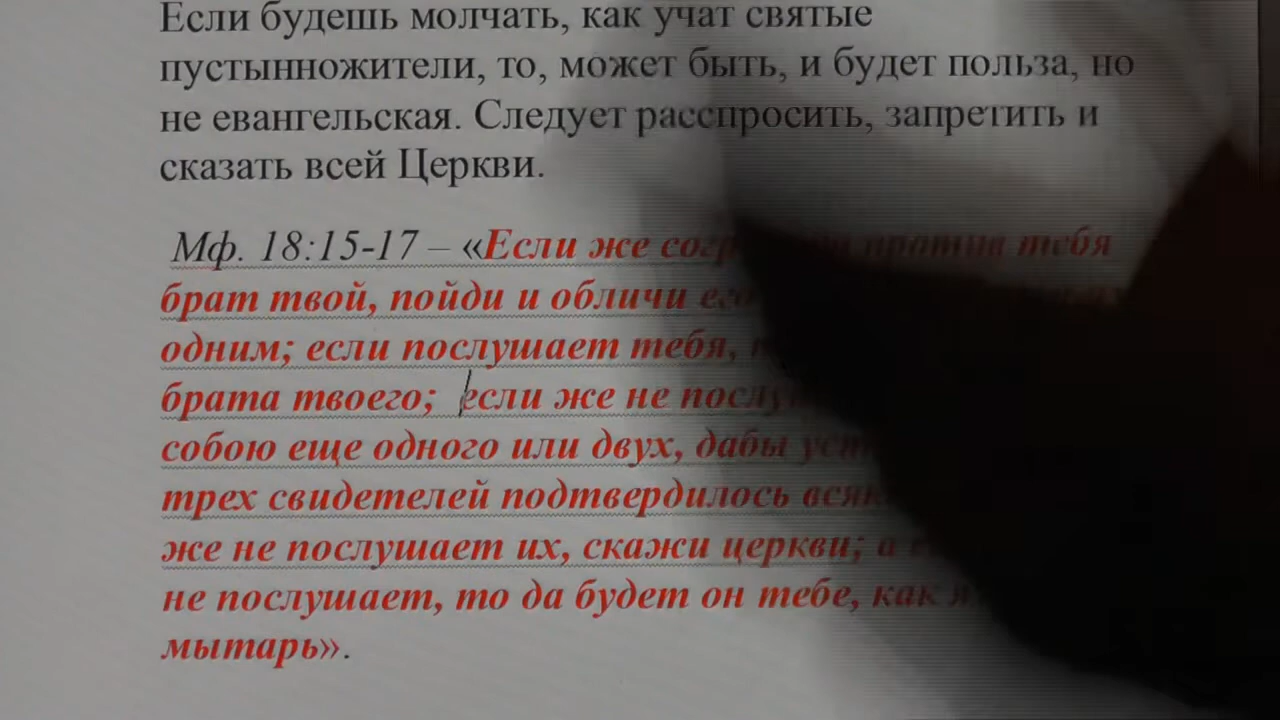 Если будешь молчать, как учат святые
пустынножители, то, может быть, и будет польза, но
не евангельская. Следует расспросить, запретить и
сказать всей Церкви.
Мф. 18:15-17 – «Если же против тебя
брат твой, пойди и обличи
одним; если послушает тебя,
брата твоего; если же не
собою еще одного или двух, дабы
трех свидетелей подтвердилось
же не послушает их, скажи церкви; а
не послушает, то да будет он тебе, как
мытарь».